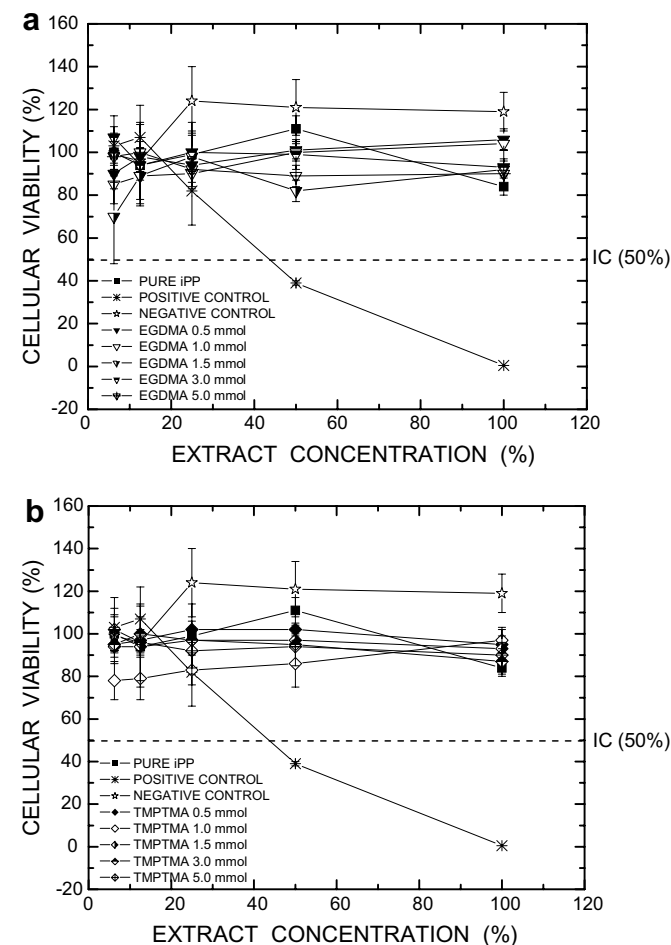 a
160
140
120
100
80
60
40
20
0
-20
CELLULAR VIABILITY (%)
IC (50%)
PURE iPP
POSITIVE CONTROL
NEGATIVE CONTROL
EGDMA 0.5 mmol
EGDMA 1.0 mmol
EGDMA 1.5 mmol
EGDMA 3.0 mmol
EGDMA 5.0 mmol
0 20 40 60 80 100 120
EXTRACT CONCENTRATION (%)
b
160
140
120
100
80
60
40
20
0
-20
CELLULAR VIABILITY (%)
IC (50%)
PURE iPP
POSITIVE CONTROL
NEGATIVE CONTROL
TMPTMA 0.5 mmol
TMPTMA 1.0 mmol
TMPTMA 1.5 mmol
TMPTMA 3.0 mmol
TMPTMA 5.0 mmol
0 20 40 60 80 100 120
EXTRACT CONCENTRATION (%)